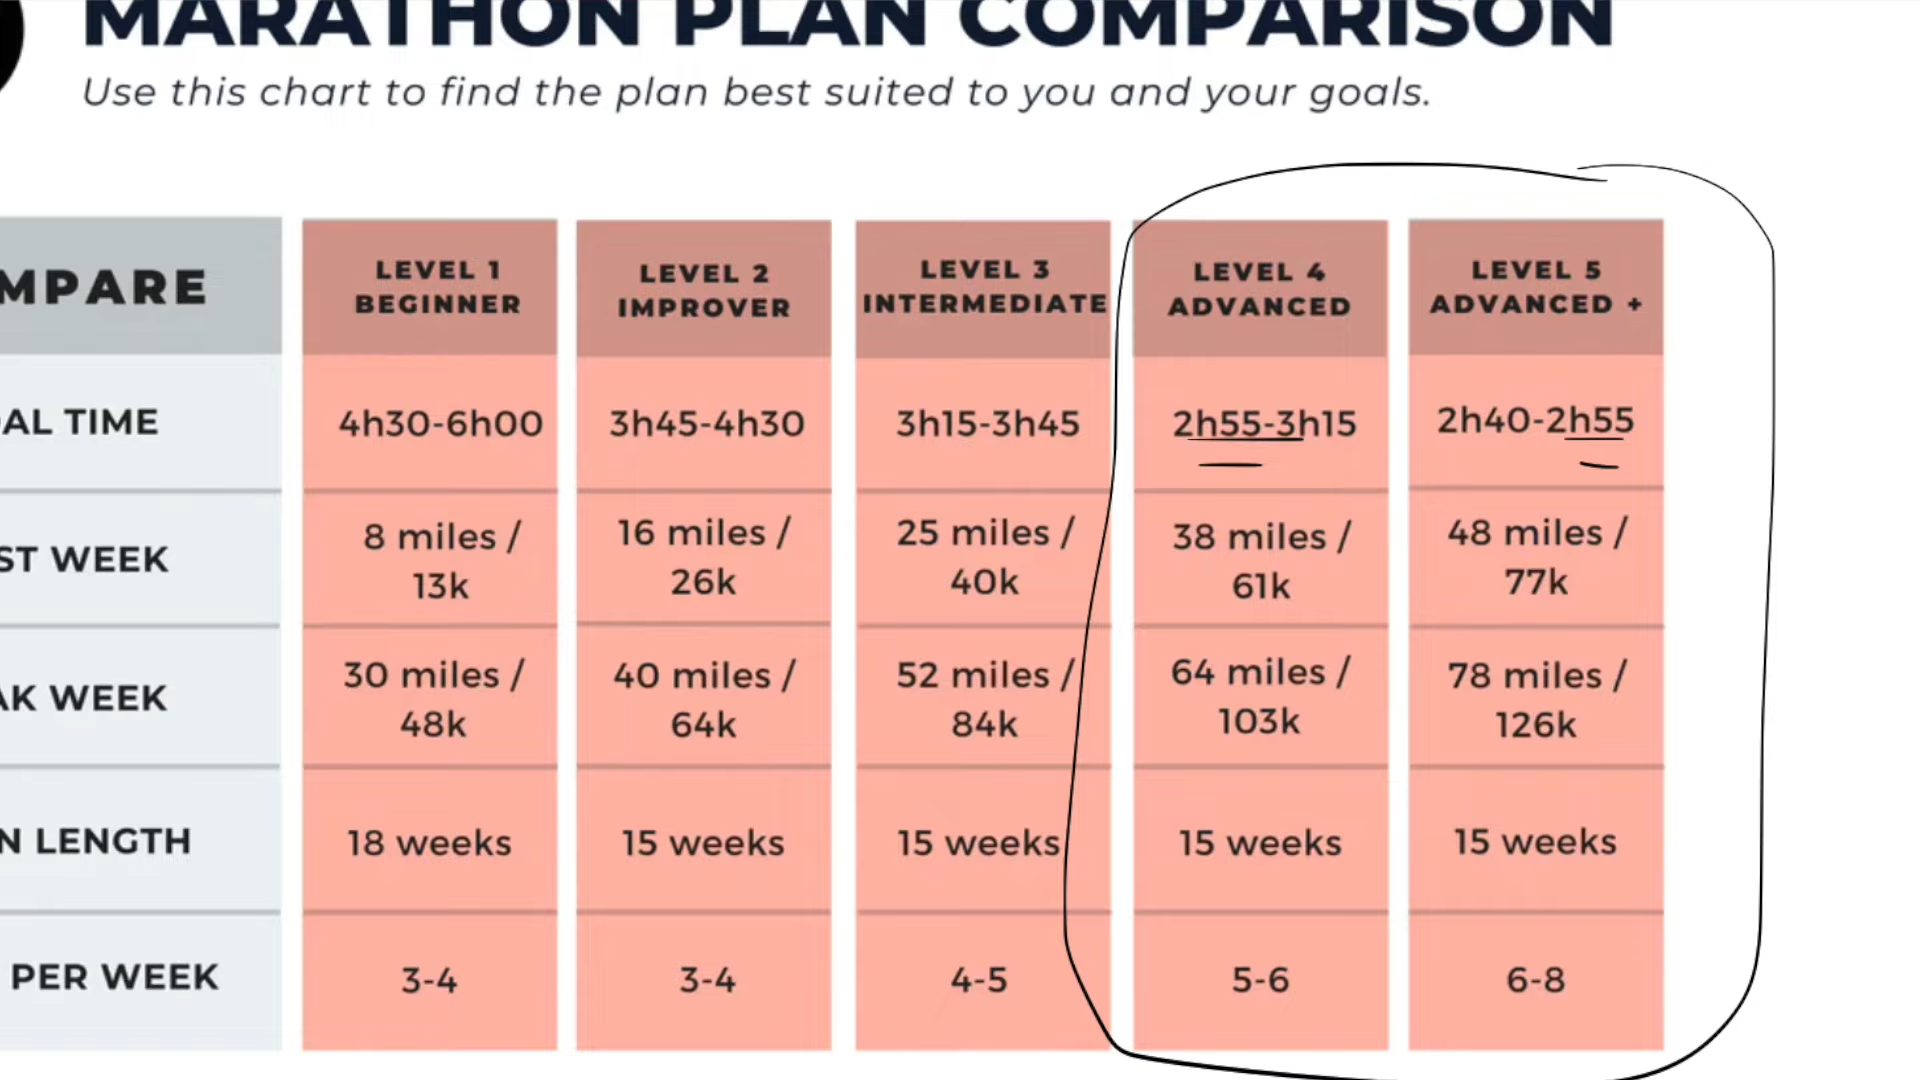 MARATHON PLAN COMPARISON
Use this chart to find the plan best suited to you and your goals.
MPARE
LEVEL 1
BEGINNER
LEVEL 2
IMPROVER
LEVEL 3
INTERMEDIATE
LEVEL 4
ADVANCED
LEVEL 5
ADVANCED +
AL TIME
4h30-6h00
3h45-4h30
3h15-3h45
2h55-3h15
2h40-2h55
ST WEEK
8 miles /
13k
16 miles /
26k
25 miles /
40k
38 miles /
61k
48 miles /
77k
AK WEEK
30 miles /
48k
40 miles /
64k
52 miles /
84k
64 miles /
103k
78 miles /
126k
N LENGTH
18 weeks
15 weeks
15 weeks
15 weeks
15 weeks
PER WEEK
3-4
3-4
4-5
5-6
6-8